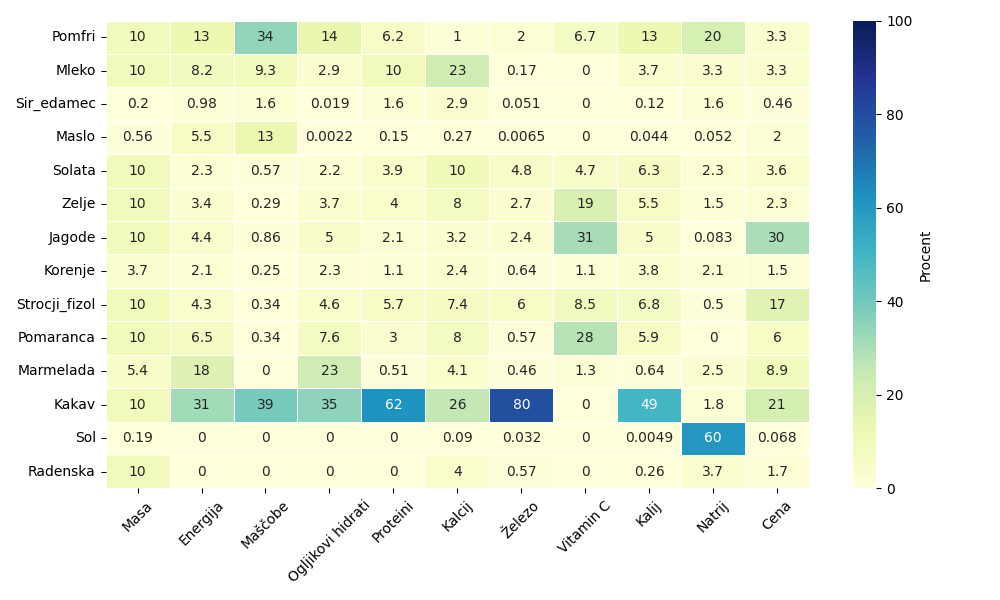 Pomfri 10 13 34 14 6.2 1 2 6.7 13 20 3.3
Mleko 10 8.2 9.3 2.9 10 23 0.17 0 3.7 3.3 3.3
Sir_edamec 0.2 0.98 1.6 0.019 1.6 2.9 0.051 0 0.12 1.6 0.46
Maslo 0.56 5.5 13 0.0022 0.15 0.27 0.0065 0 0.044 0.052 2
Solata 10 2.3 0.57 2.2 3.9 10 4.8 4.7 6.3 2.3 3.6
Zelje 10 3.4 0.29 3.7 4 8 2.7 19 5.5 1.5 2.3
Jagode 10 4.4 0.86 5 2.1 3.2 2.4 31 5 0.083 30
Korenje 3.7 2.1 0.25 2.3 1.1 2.4 0.64 1.1 3.8 2.1 1.5
Strocji_fizol 10 4.3 0.34 4.6 5.7 7.4 6 8.5 6.8 0.5 17
Pomaranca 10 6.5 0.34 7.6 3 8 0.57 28 5.9 0 6
Marmelada 5.4 18 0 23 0.51 4.1 0.46 1.3 0.64 2.5 8.9
Kakav 10 31 39 35 62 26 80 0 49 1.8 21
Sol 0.19 0 0 0 0 0.09 0.032 0 0.0049 60 0.068
Radenska 10 0 0 0 0 4 0.57 0 0.26 3.7 1.7
Masa Energija Maščobe Ogljikovi hidrati Proteini Kalcij Železo Vitamin C Kalij Natrij Cena
100
80
60
40
20
0
Procent